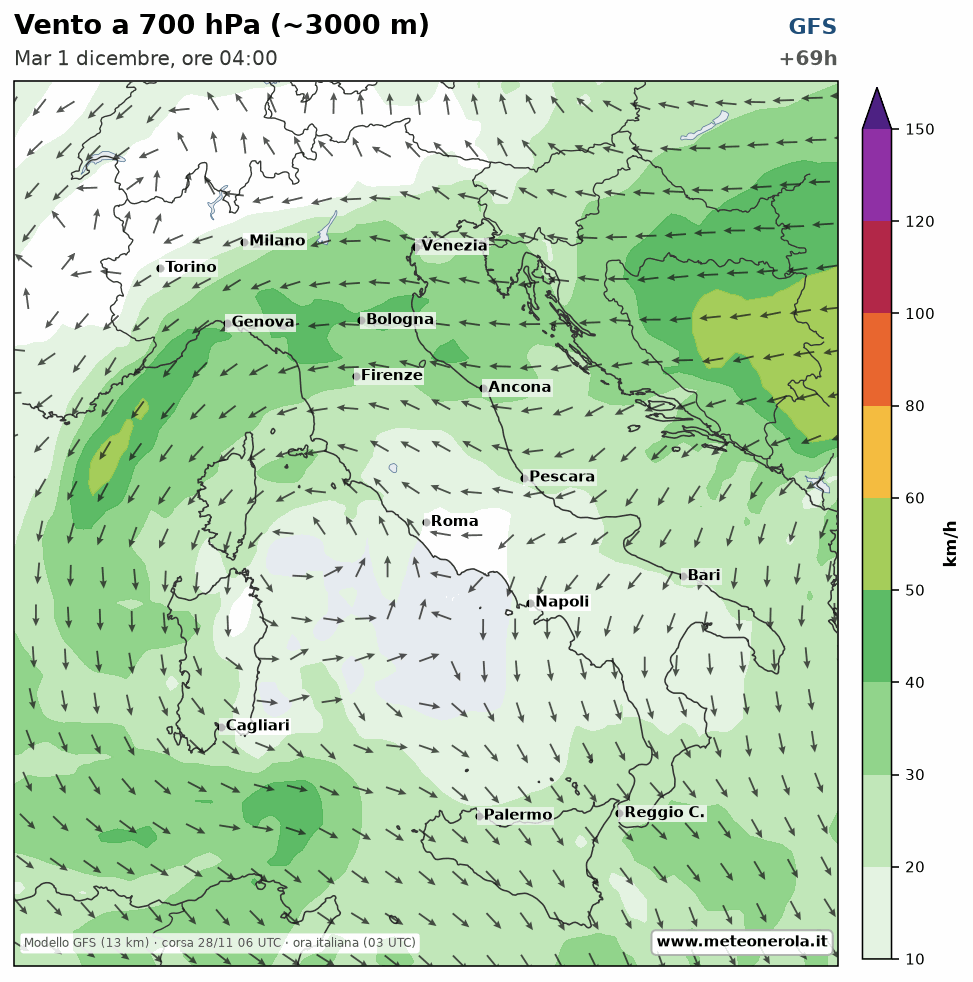 Vento a 700 hPa (~3000 m)
GFS
Mar 1 dicembre, ore 04:00
+69h
150
120
100
80
60
50
40
30
20
10
km/h
Milano
Venezia
Torino
Genova
Bologna
Firenze
Ancona
Pescara
Roma
Bari
Napoli
Cagliari
Palermo
Reggio C.
Modello GFS (13 km) · corsa 28/11 06 UTC · ora italiana (03 UTC)
www.meteonerola.it